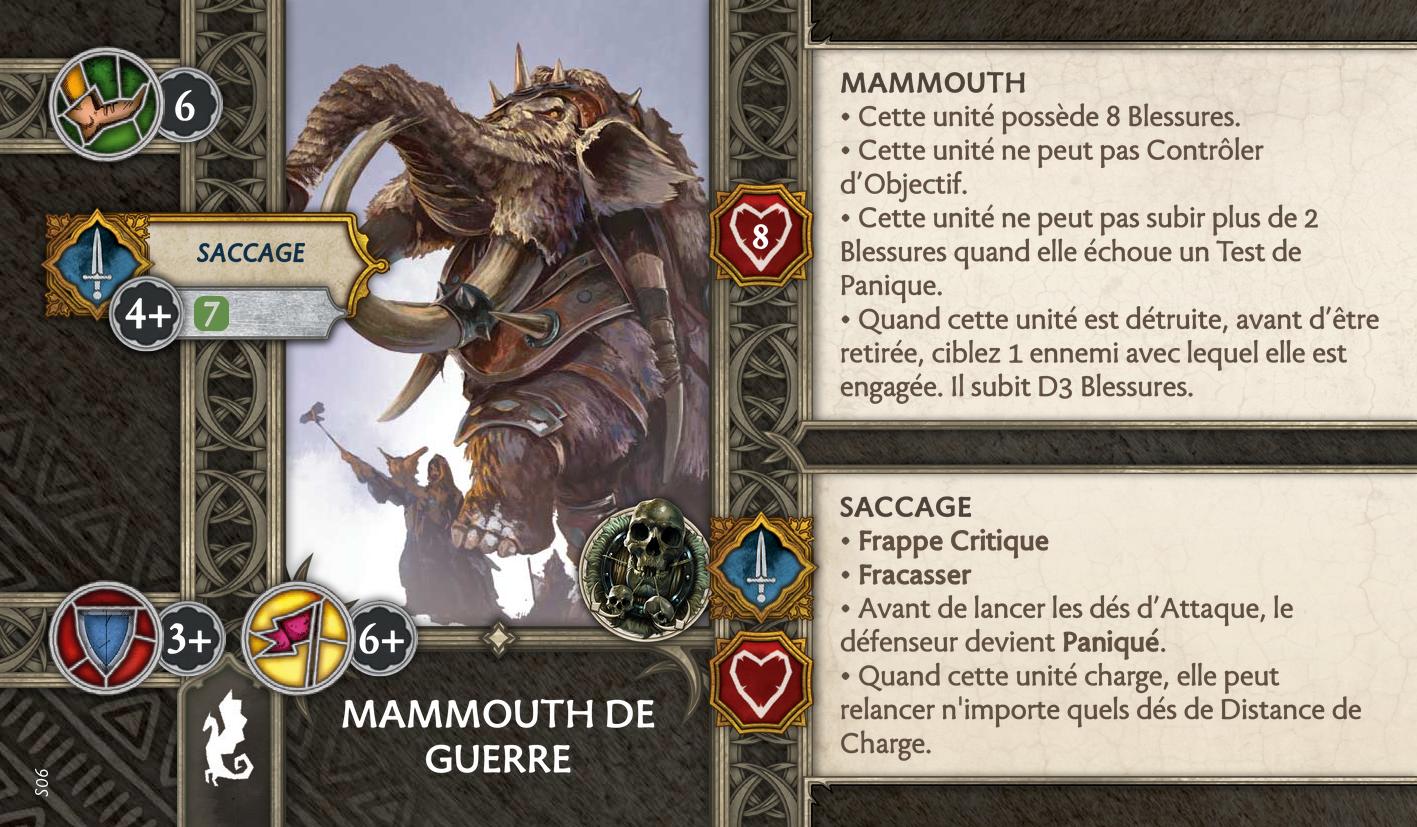 6
SACCAGE
4+
7
8
3+
6+
MAMMOUTH DE
GUERRE
S06
MAMMOUTH
• Cette unité possède 8 Blessures.
• Cette unité ne peut pas Contrôler
d’Objectif.
• Cette unité ne peut pas subir plus de 2
Blessures quand elle échoue un Test de
Panique.
• Quand cette unité est détruite, avant d’être
retirée, ciblez 1 ennemi avec lequel elle est
engagée. Il subit D3 Blessures.
SACCAGE
• Frappe Critique
• Fracasser
• Avant de lancer les dés d’Attaque, le
défenseur devient Paniqué.
• Quand cette unité charge, elle peut
relancer n'importe quels dés de Distance de
Charge.